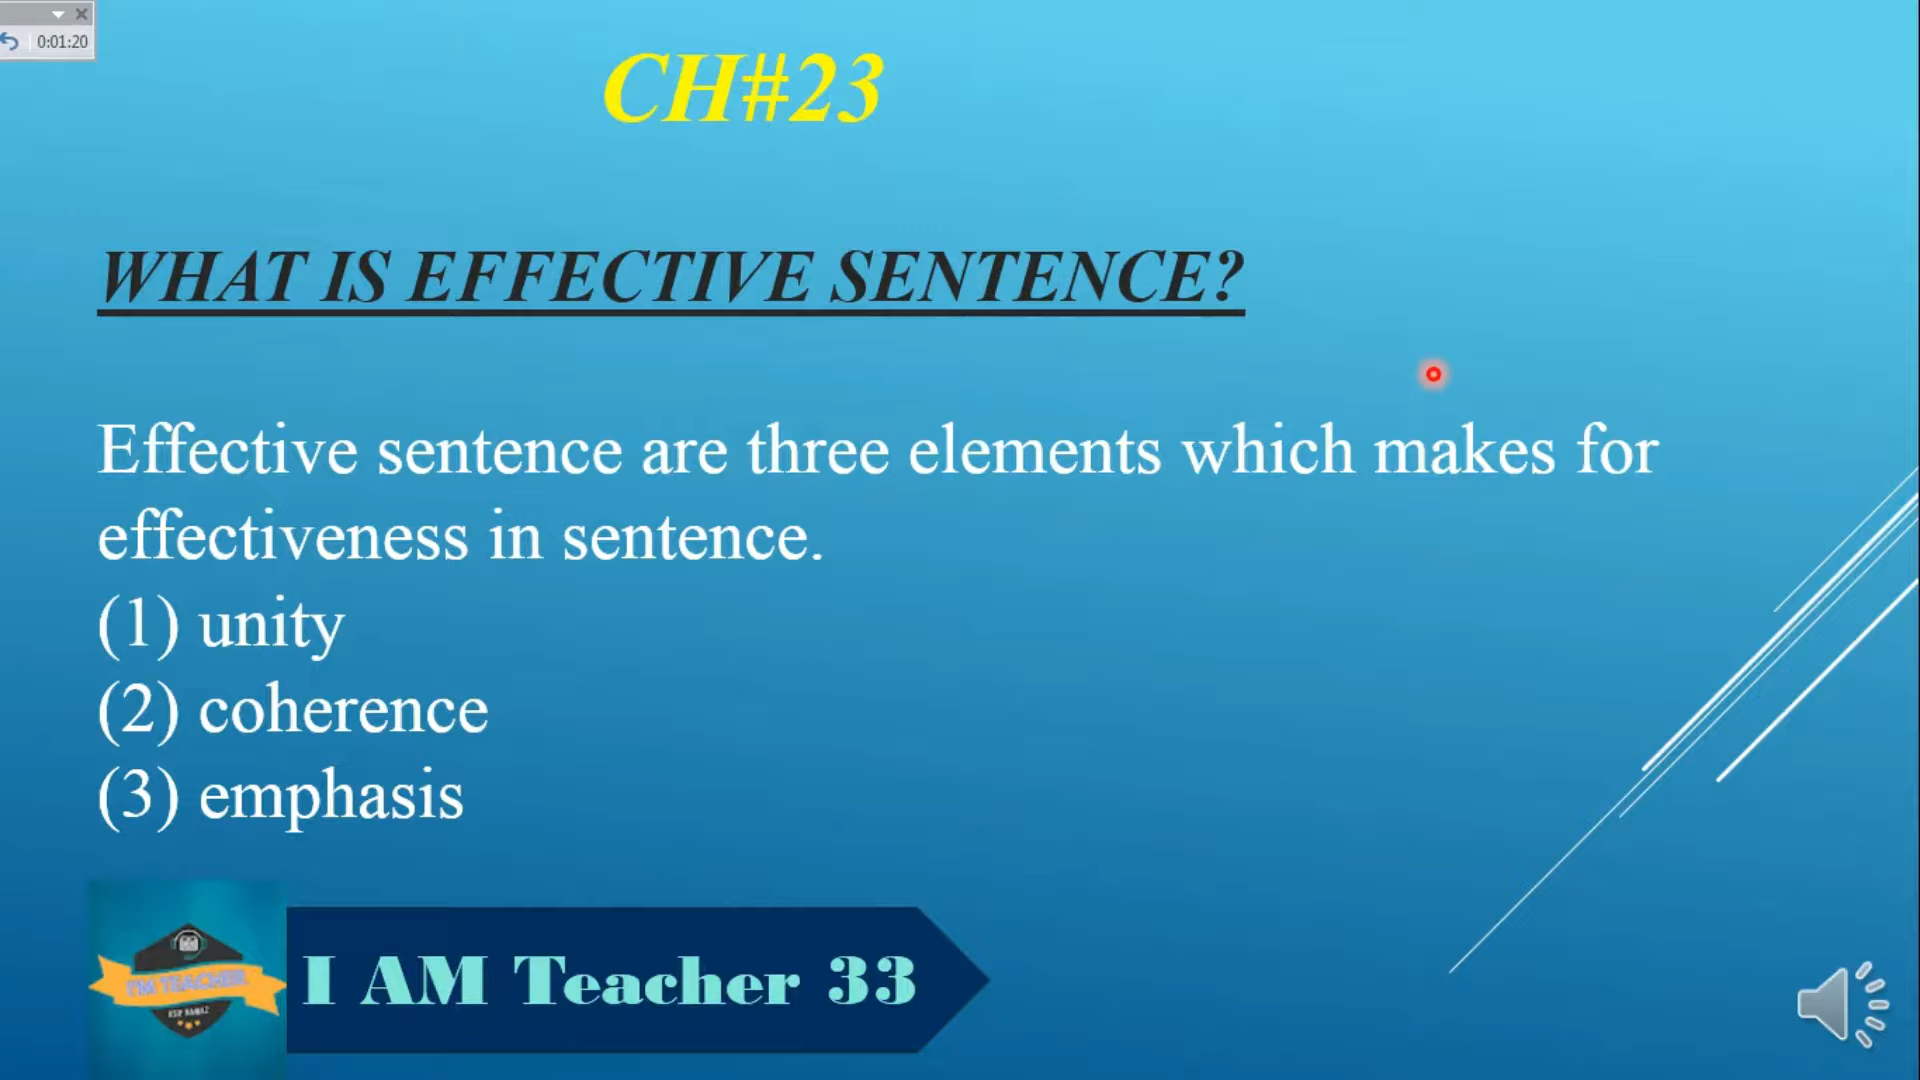 0:01:20
CH#23
WHAT IS EFFECTIVE SENTENCE?
Effective sentence are three elements which makes for
effectiveness in sentence.
(1) unity
(2) coherence
(3) emphasis
I'M TEACHER
I AM Teacher 33